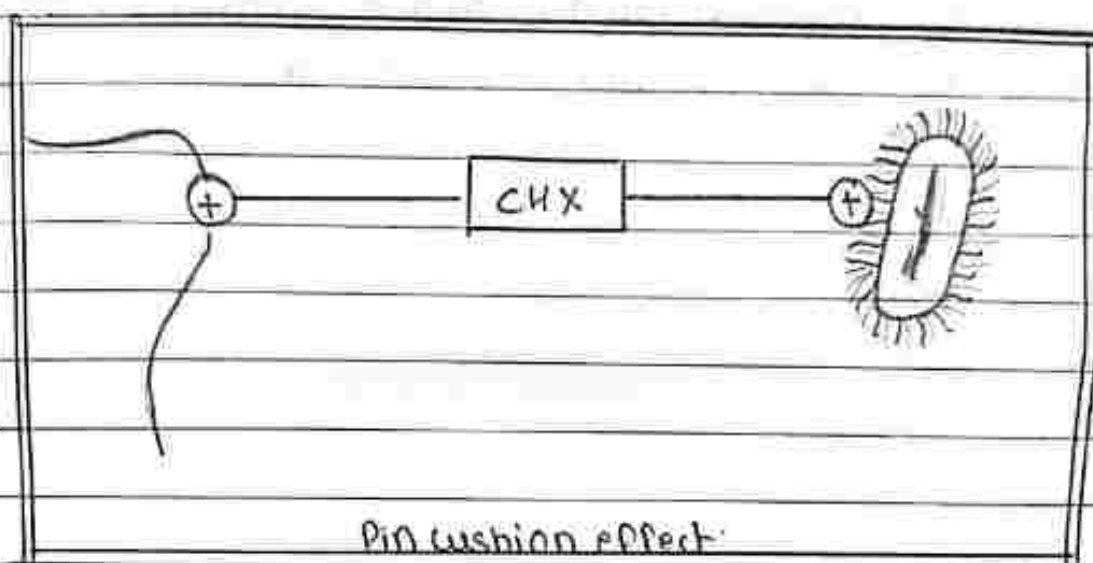 + CHX +
Pin cushion effect.